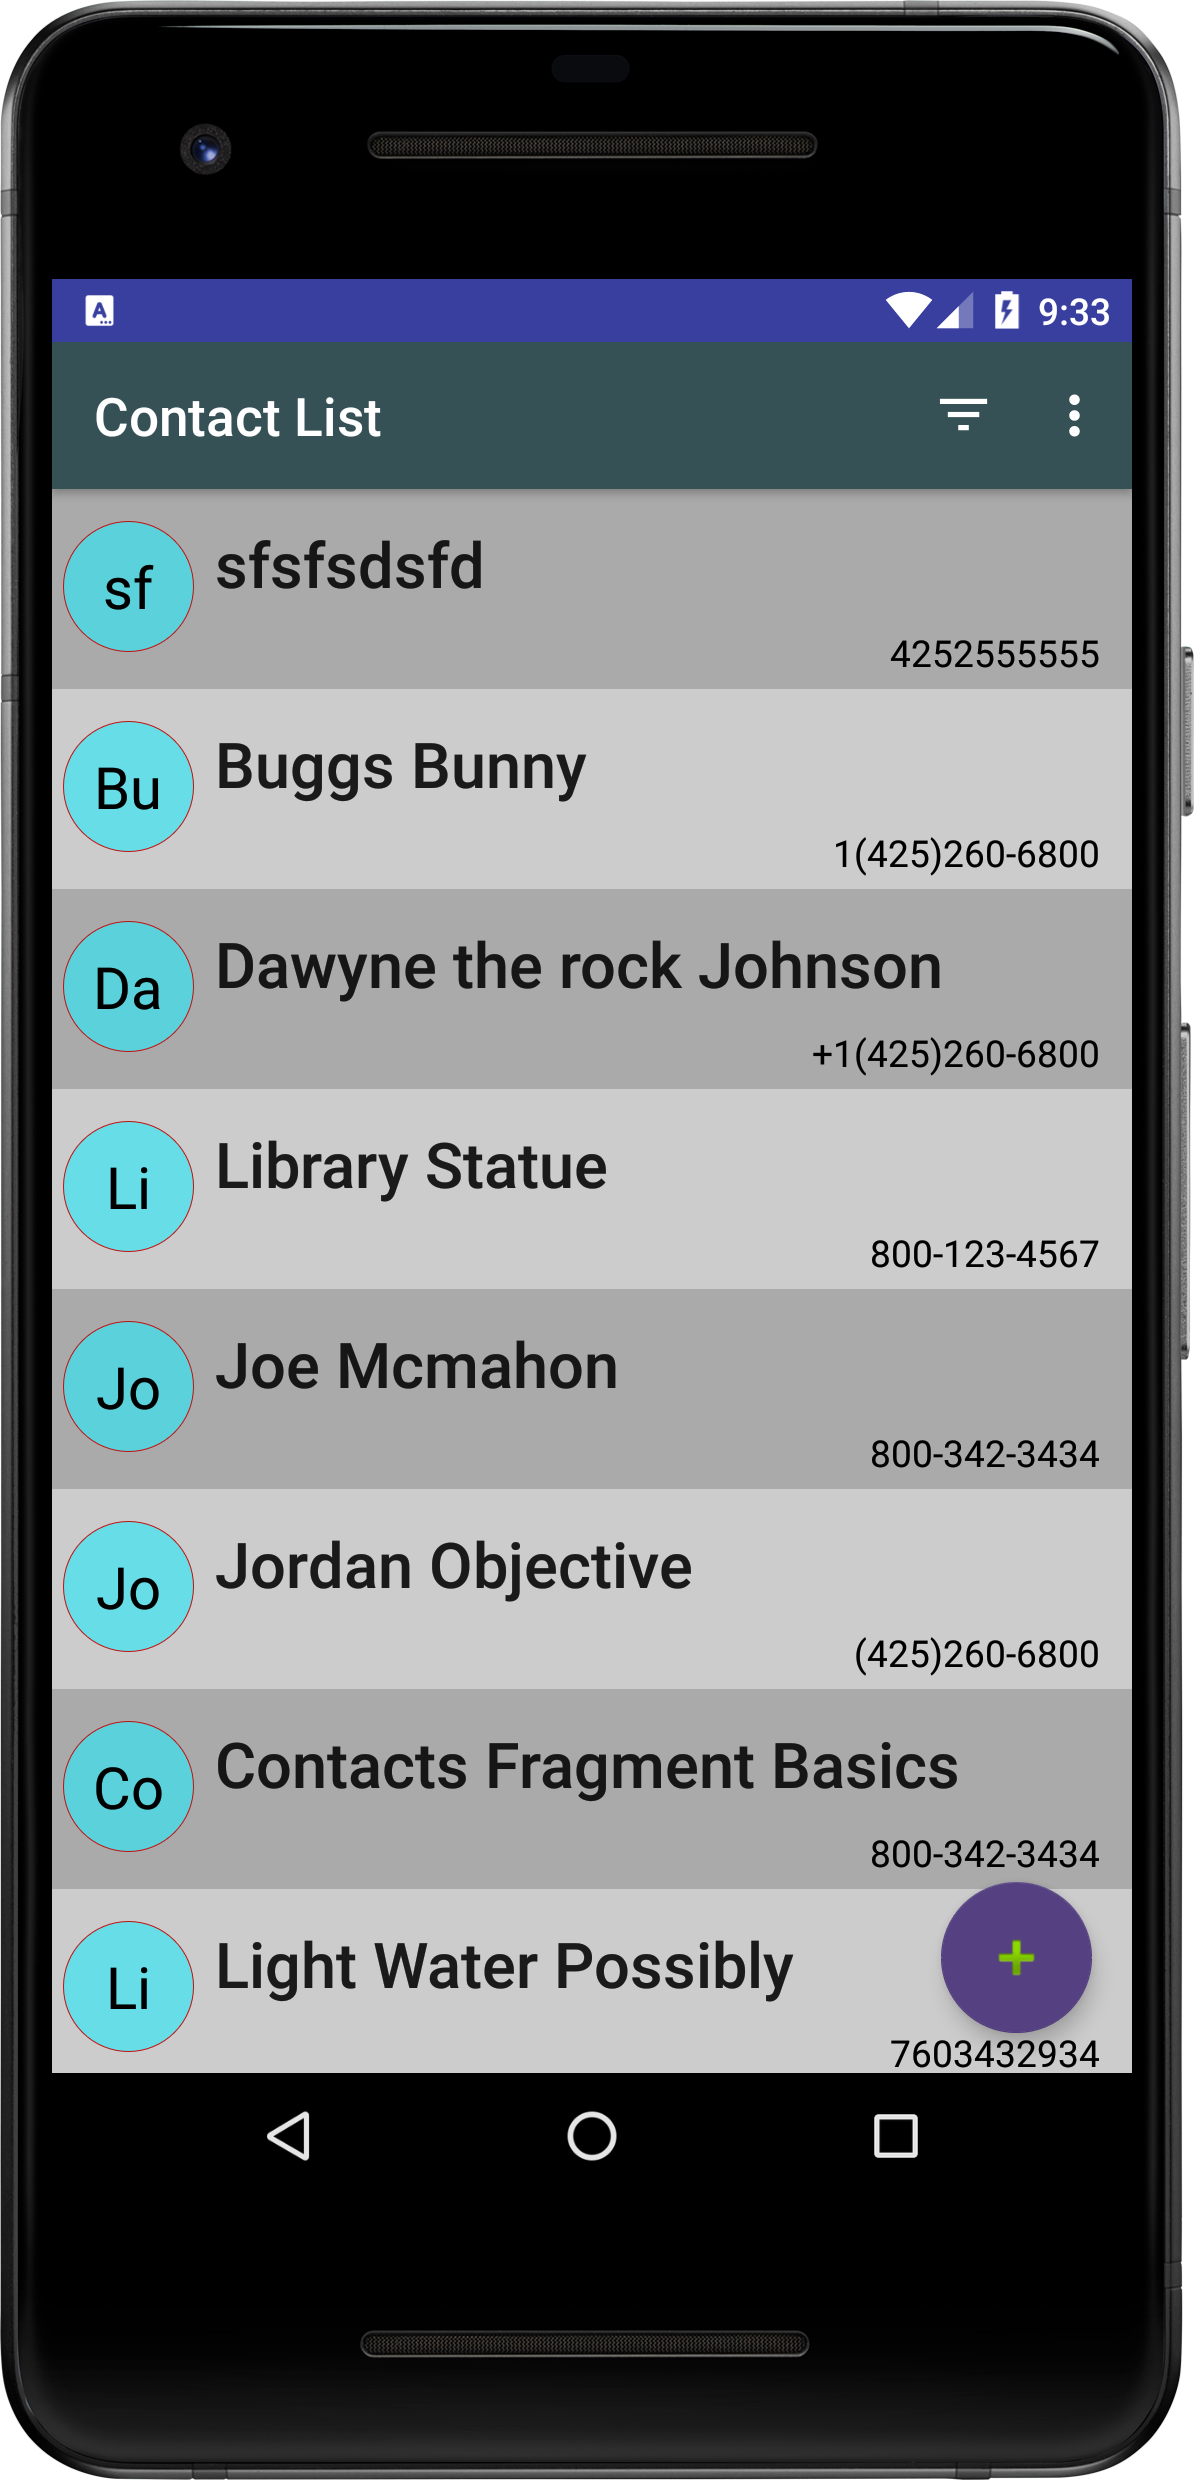 A
9:33
Contact List
sf
sfsfsdsfd
4252555555
Bu
Buggs Bunny
1(425)260-6800
Da
Dawyne the rock Johnson
+1(425)260-6800
Li
Library Statue
800-123-4567
Jo
Joe Mcmahon
800-342-3434
Jo
Jordan Objective
(425)260-6800
Co
Contacts Fragment Basics
800-342-3434
Li
Light Water Possibly
+
7603432934